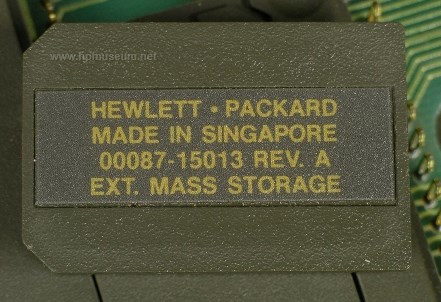 www.hpmuseum.net
HEWLETT · PACKARD
MADE IN SINGAPORE
00087-15013 REV. A
EXT. MASS STORAGE